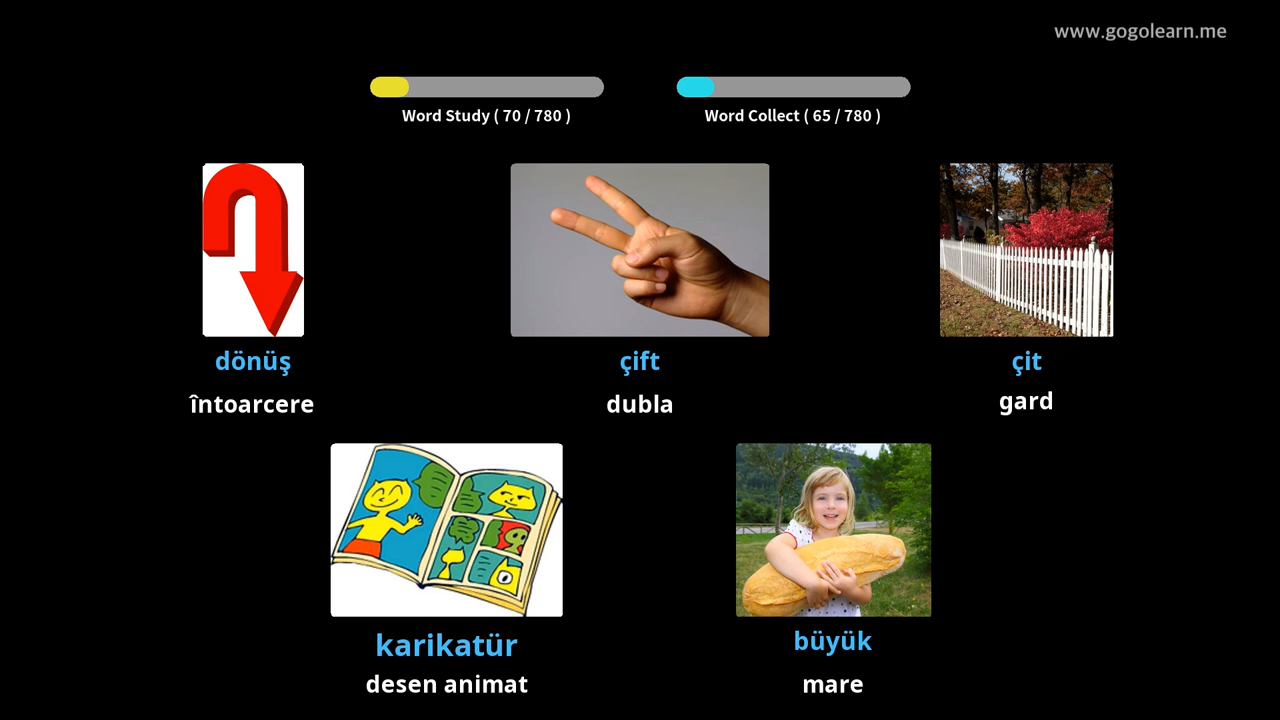 www.gogolearn.me
Word Study ( 70 / 780 )
Word Collect ( 65 / 780 )
dönüş
çift
çit
întoarcere
dubla
gard
karikatür
büyük
desen animat
mare